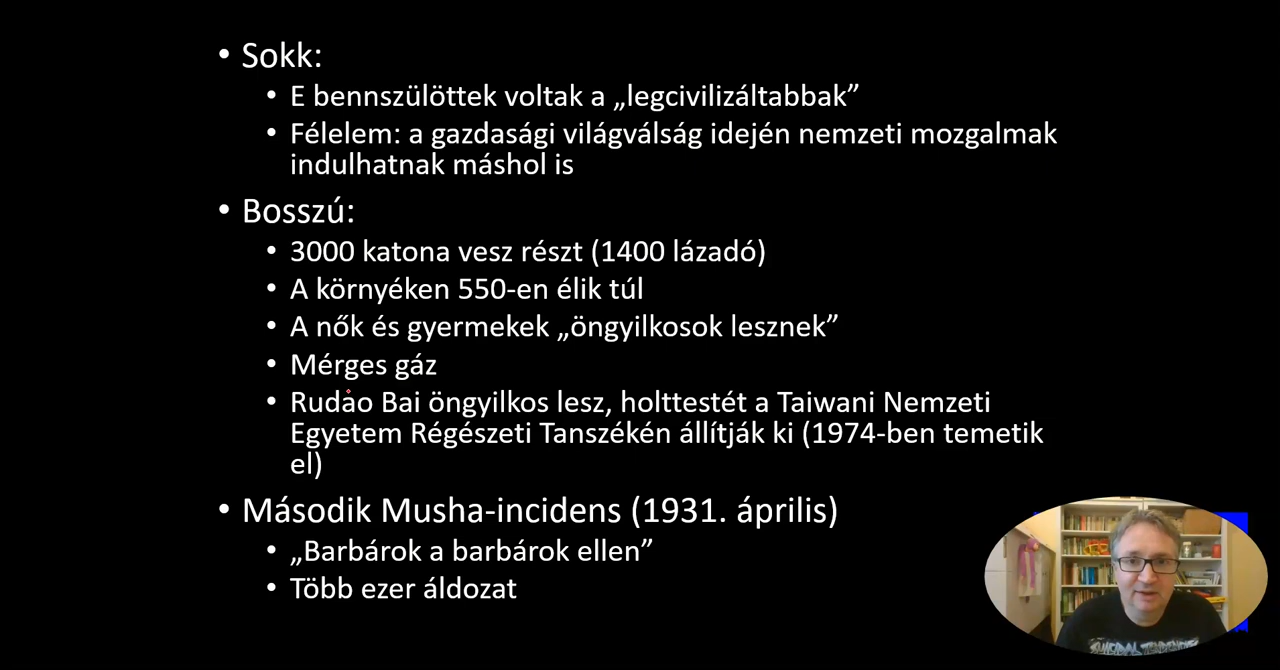 • Sokk:
• E bennszülöttek voltak a „legcivilizáltabbak”
• Félelem: a gazdasági világválság idején nemzeti mozgalmak
indulhatnak máshol is
• Bosszú:
• 3000 katona vesz részt (1400 lázadó)
• A környéken 550-en élik túl
• A nők és gyermekek „öngyilkosok lesznek”
• Mérges gáz
• Rudao Bai öngyilkos lesz, holttestét a Taiwani Nemzeti
Egyetem Régészeti Tanszékén állítják ki (1974-ben temetik
el)
• Második Musha-incidens (1931. április)
• „Barbárok a barbárok ellen”
• Több ezer áldozat
SUICIDAL TENDENCIES